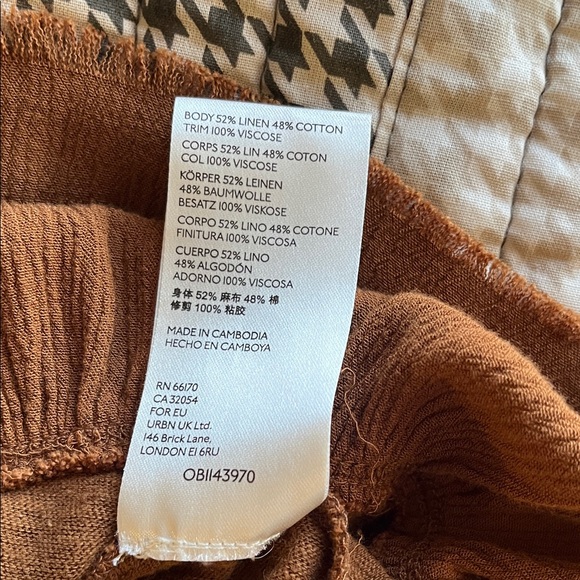 BODY 52% LINEN 48% COTTON
TRIM 100% VISCOSE
CORPS 52% LIN 48% COTON
COL 100% VISCOSE
KÖRPER 52% LEINEN
48% BAUMWOLLE
BESATZ 100% VISKOSE
CORPO 52% LINO 48% COTONE
FINITURA 100% VISCOSA
CUERPO 52% LINO
48% ALGODÓN
ADORNO 100% VISCOSA
身体 52% 麻布 48% 棉
修剪 100% 粘胶
MADE IN CAMBODIA
HECHO EN CAMBOYA
RN 66170
CA 32054
FOR EU
URBN UK Ltd.
146 Brick Lane,
LONDON E1 6RU
OB1143970